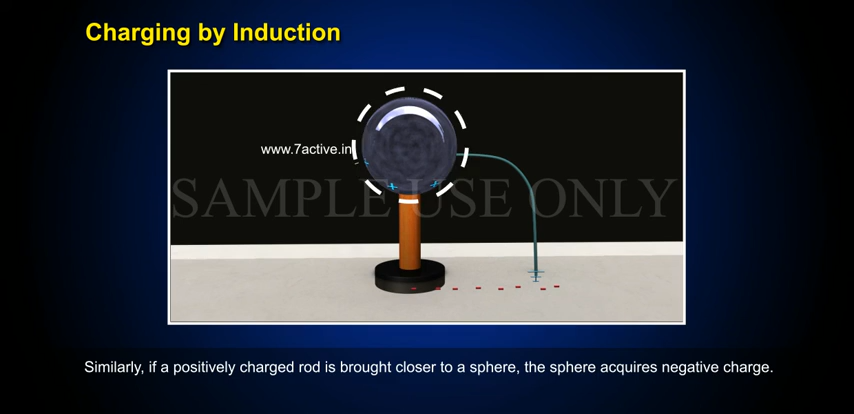 Charging by Induction
www.7active.in
SAMPLE USE ONLY
Similarly, if a positively charged rod is brought closer to a sphere, the sphere acquires negative charge.